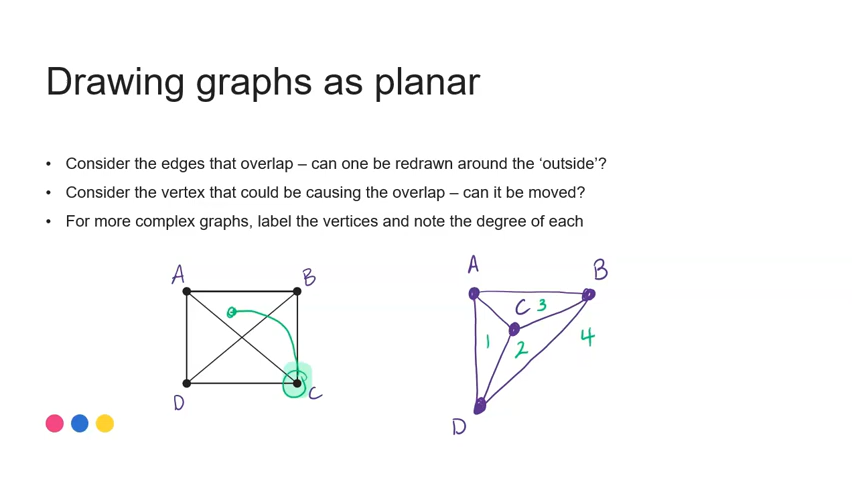 Drawing graphs as planar
• Consider the edges that overlap – can one be redrawn around the ‘outside’?
• Consider the vertex that could be causing the overlap – can it be moved?
• For more complex graphs, label the vertices and note the degree of each
A B
D C
A B
C 3
1 2 4
D